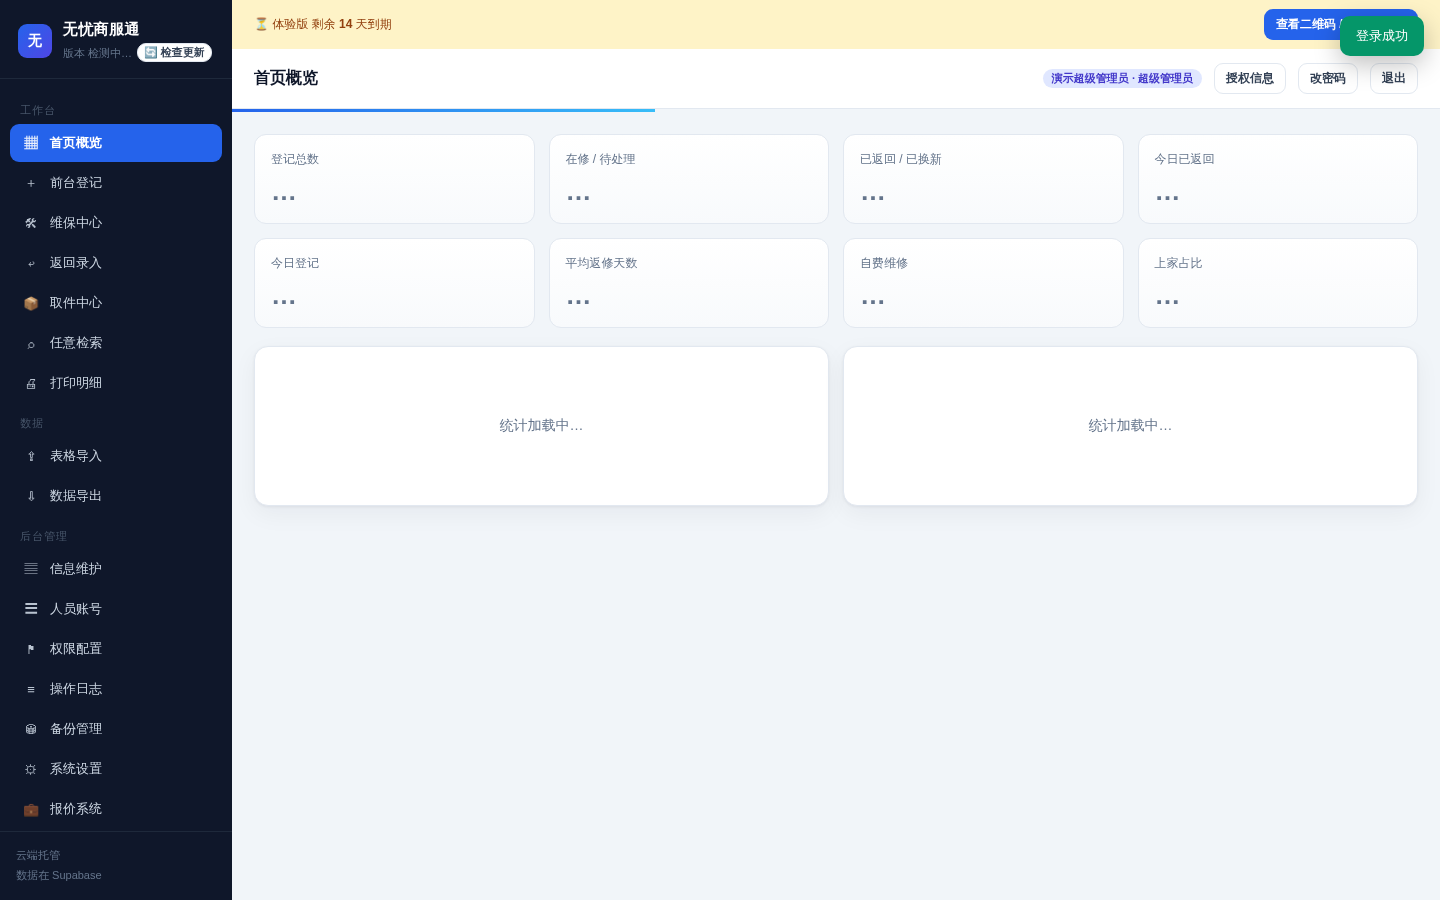 无
无忧商服通
版本 检测中...
检查更新
工作台
首页概览
前台登记
维保中心
返回录入
取件中心
任意检索
打印明细
数据
表格导入
数据导出
后台管理
信息维护
人员账号
权限配置
操作日志
备份管理
系统设置
报价系统
云端托管
数据在 Supabase
体验版 剩余 14 天到期
查看二维码 /
登录成功
首页概览
演示超级管理员 · 超级管理员
授权信息
改密码
退出
登记总数
...
在修 / 待处理
...
已返回 / 已换新
...
今日已返回
...
今日登记
...
平均返修天数
...
自费维修
...
上家占比
...
统计加载中...
统计加载中...